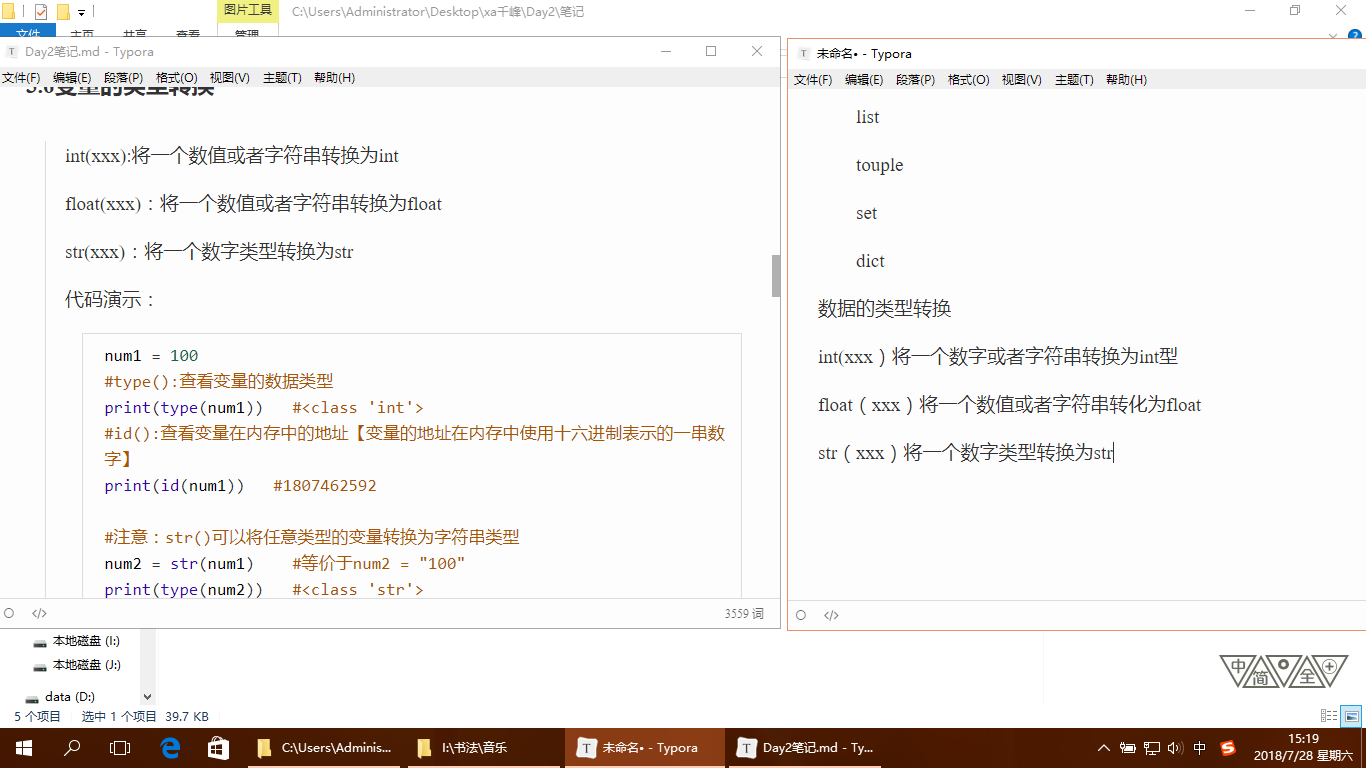 图片工具
C:\Users\Administrator\Desktop\xa千峰\Day2\笔记
文件 主页 共享 查看 管理
Day2笔记.md - Typora
文件(F) 编辑(E) 段落(P) 格式(O) 视图(V) 主题(T) 帮助(H)
3.6变量的类型转换
int(xxx):将一个数值或者字符串转换为int
float(xxx)：将一个数值或者字符串转换为float
str(xxx)：将一个数字类型转换为str
代码演示：
num1 = 100
#type():查看变量的数据类型
print(type(num1))   #<class 'int'>
#id():查看变量在内存中的地址【变量的地址在内存中使用十六进制表示的一串数
字】
print(id(num1))   #1807462592
#注意：str()可以将任意类型的变量转换为字符串类型
num2 = str(num1)    #等价于num2 = "100"
print(type(num2))   #<class 'str'>
3559 词
未命名• - Typora
文件(F) 编辑(E) 段落(P) 格式(O) 视图(V) 主题(T) 帮助(H)
list
touple
set
dict
数据的类型转换
int(xxx）将一个数字或者字符串转换为int型
float（xxx）将一个数值或者字符串转化为float
str（xxx）将一个数字类型转换为str
本地磁盘 (I:)
本地磁盘 (J:)
data (D:)
中简全
5 个项目 选中 1 个项目 39.7 KB
C:\Users\Adminis...
I:\书法\音乐
未命名• - Typora
Day2笔记.md - Ty...
中
15:19
2018/7/28 星期六